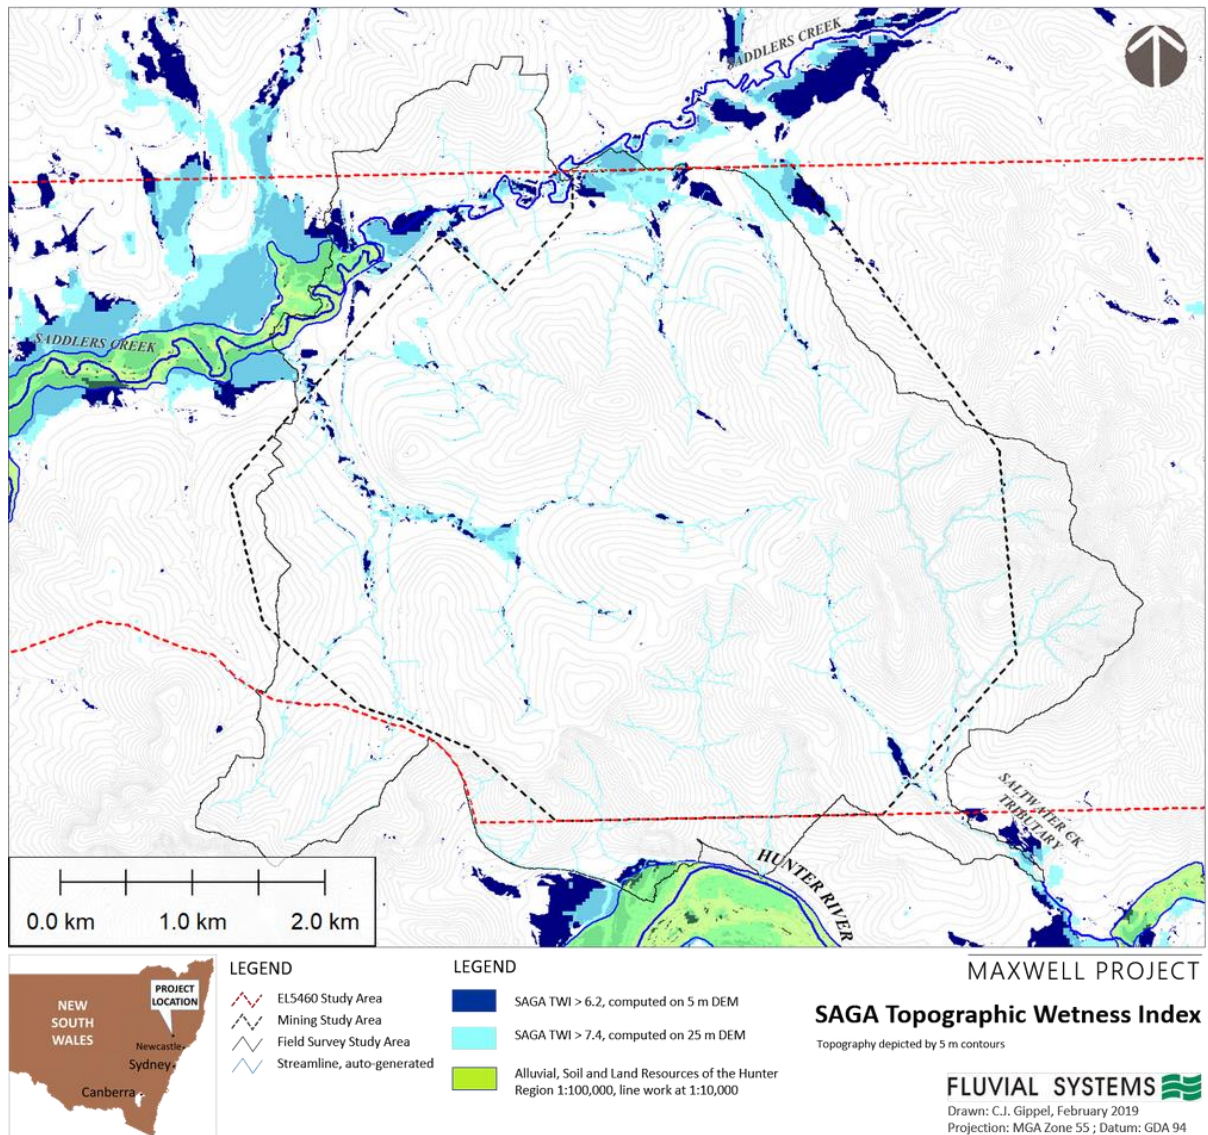 SADDLERS CREEK
SADDLERS CREEK
SALTWATER CK
TRIBUTARY
HUNTER RIVER
0.0 km 1.0 km 2.0 km
PROJECT
LOCATION
NEW
SOUTH
WALES
Newcastle
Sydney
Canberra
LEGEND
EL5460 Study Area
Mining Study Area
Field Survey Study Area
Streamline, auto-generated
LEGEND
SAGA TWI > 6.2, computed on 5 m DEM
SAGA TWI > 7.4, computed on 25 m DEM
Alluvial, Soil and Land Resources of the Hunter
Region 1:100,000, line work at 1:10,000
MAXWELL PROJECT
SAGA Topographic Wetness Index
Topography depicted by 5 m contours
FLUVIAL SYSTEMS
Drawn: C.J. Gippel, February 2019
Projection: MGA Zone 55 ; Datum: GDA 94